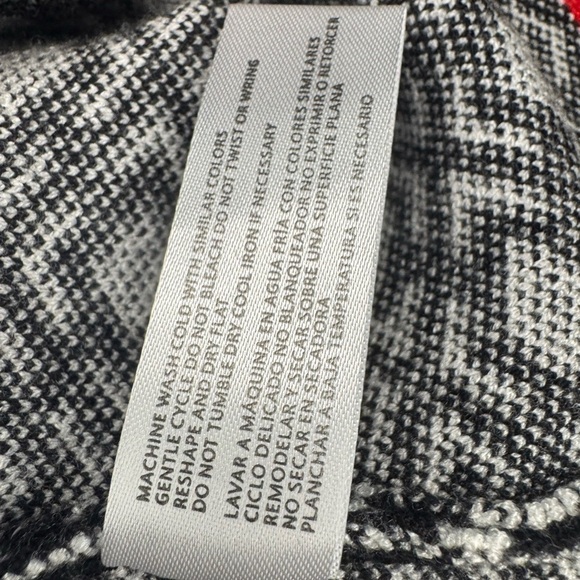 MACHINE WASH COLD WITH SIMILAR COLORS
GENTLE CYCLE DO NOT BLEACH DO NOT TWIST OR WRING
RESHAPE AND DRY FLAT
DO NOT TUMBLE DRY COOL IRON IF NECESSARY
LAVAR A MÁQUINA EN AGUA FRÍA CON COLORES SIMILARES
CICLO DELICADO NO BLANQUEADOR NO EXPRIMIR O RETORCER
REMODELAR Y SECAR SOBRE UNA SUPERFICIE PLANA
NO SECAR EN SECADORA
PLANCHAR A BAJA TEMPERATURA SI ES NECESARIO